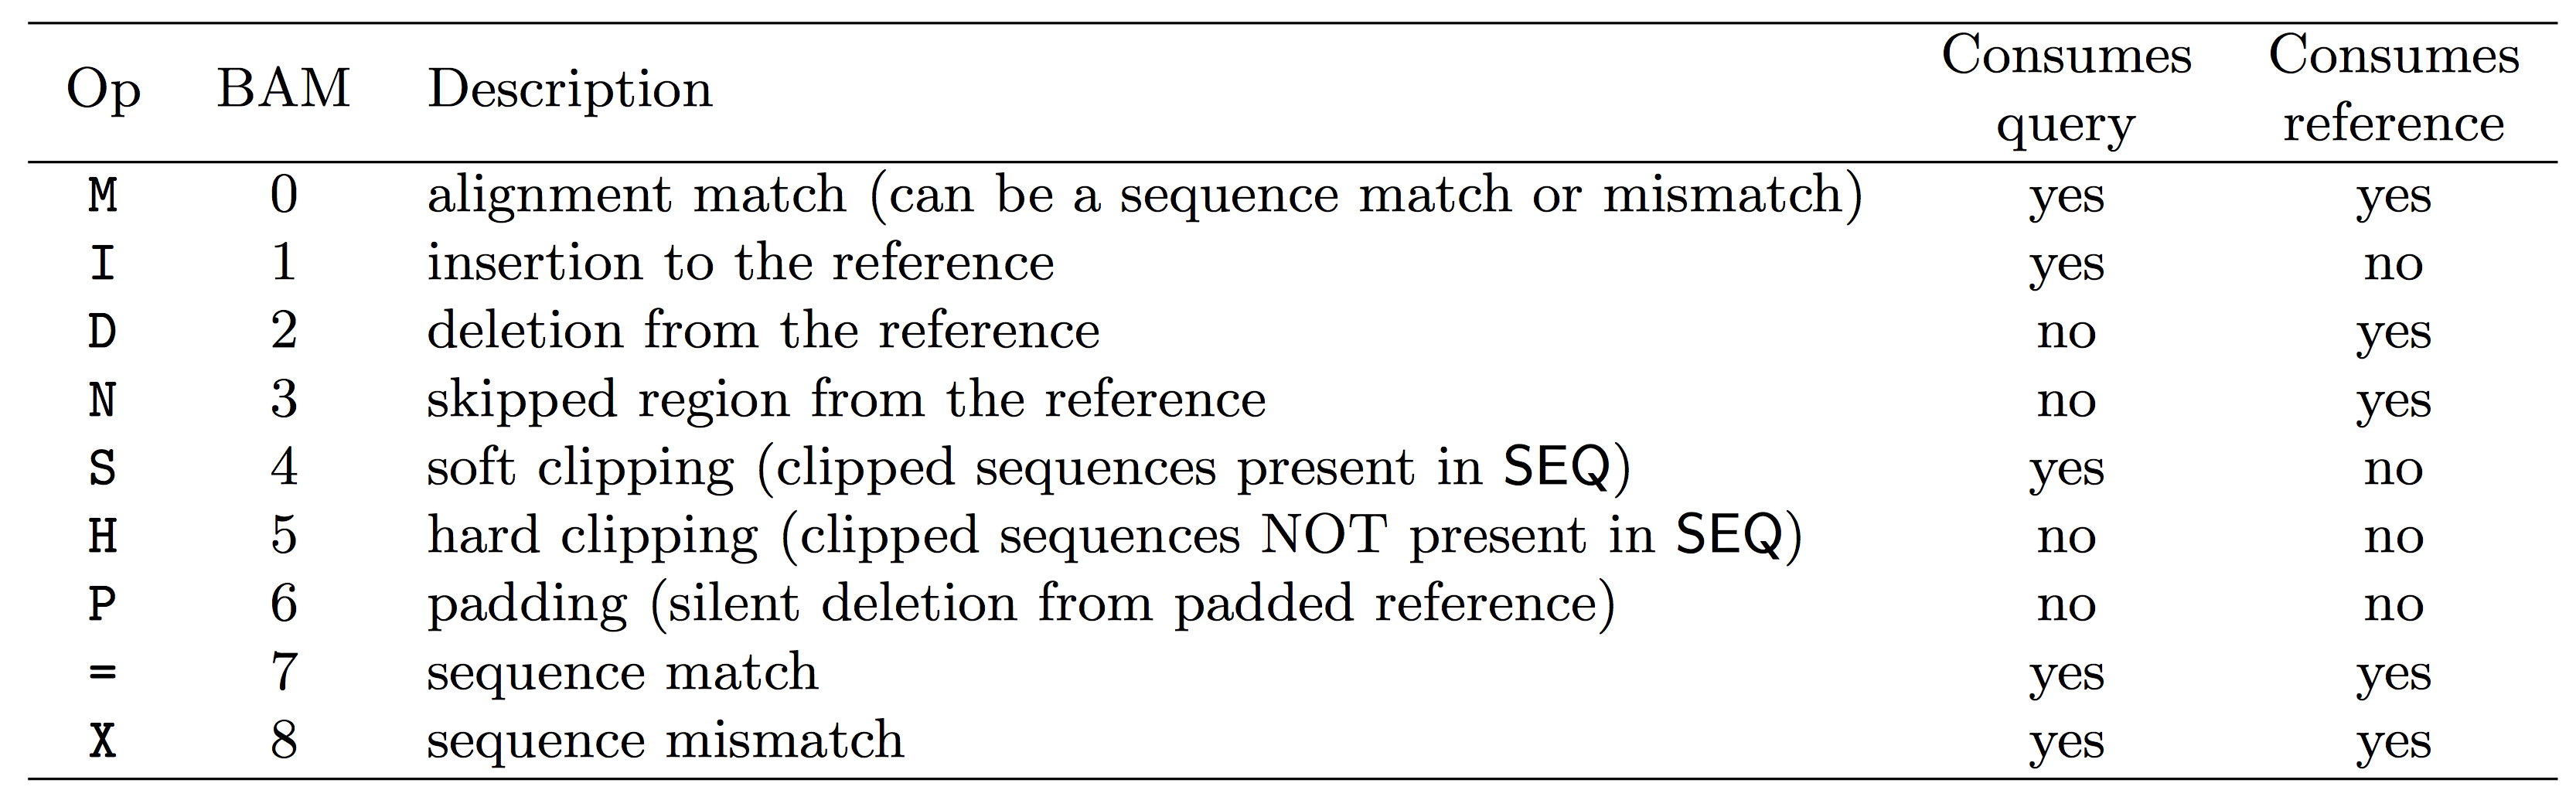 Op BAM Description Consumes query Consumes reference
M 0 alignment match (can be a sequence match or mismatch) yes yes
I 1 insertion to the reference yes no
D 2 deletion from the reference no yes
N 3 skipped region from the reference no yes
S 4 soft clipping (clipped sequences present in SEQ) yes no
H 5 hard clipping (clipped sequences NOT present in SEQ) no no
P 6 padding (silent deletion from padded reference) no no
= 7 sequence match yes yes
X 8 sequence mismatch yes yes